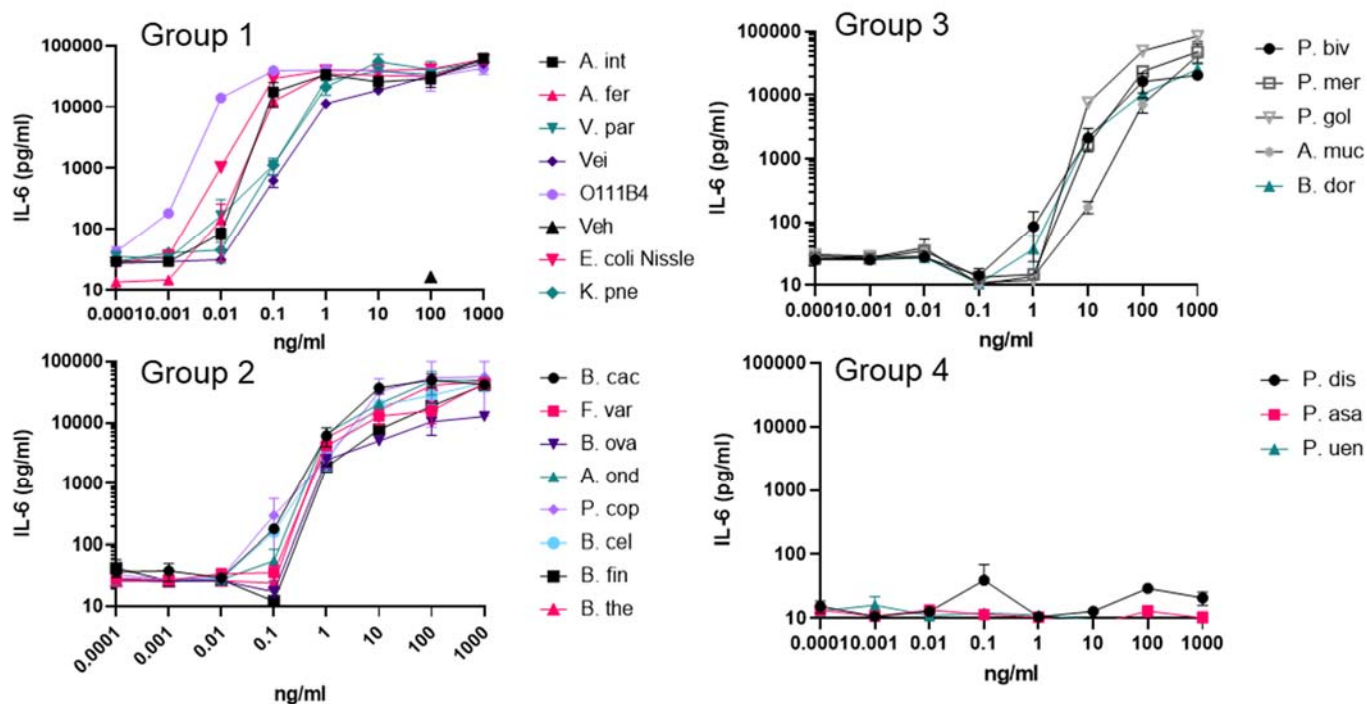 Group 1
IL-6 (pg/ml)
100000
10000
1000
100
10
0.0001 0.001 0.01 0.1 1 10 100 1000
ng/ml
A. int
A. fer
V. par
Vei
O111B4
Veh
E. coli Nissle
K. pne
Group 3
IL-6 (pg/ml)
100000
10000
1000
100
10
0.0001 0.001 0.01 0.1 1 10 100 1000
ng/ml
P. biv
P. mer
P. gol
A. muc
B. dor
Group 2
IL-6 (pg/ml)
100000
10000
1000
100
10
0.0001 0.001 0.01 0.1 1 10 100 1000
ng/ml
B. cac
F. var
B. ova
A. ond
P. cop
B. cel
B. fin
B. the
Group 4
IL-6 (pg/ml)
100000
10000
1000
100
10
0.0001 0.001 0.01 0.1 1 10 100 1000
ng/ml
P. dis
P. asa
P. uen